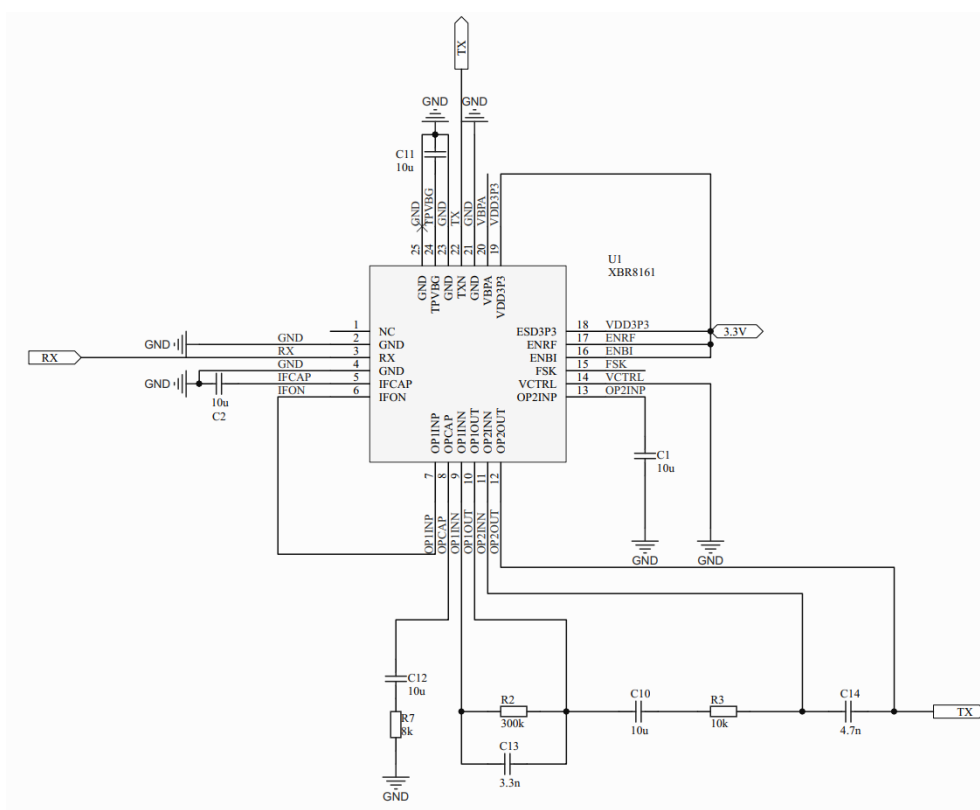 TX
GND
GND
C11
10u
GND
TPVBG
GND
TX
GND
VBPA
VDD3P3
25
24
23
22
21
20
19
U1
XBR8161
GND
TPVBG
GND
TXN
GND
VBPA
VDD3P3
1
NC
ESD3P3
18
VDD3P3
3.3V
GND
GND
2
GND
ENRF
17
ENRF
RX
RX
3
RX
ENBI
16
ENBI
GND
4
GND
FSK
15
FSK
GND
IFCAP
5
IFCAP
VCTRL
14
VCTRL
IFON
6
IFON
OP2INP
13
OP2INP
10u
C2
OP1INP
OPCAP
OP1INN
OP1OUT
OP2INN
OP2OUT
7
8
9
10
11
12
C1
10u
OP1INP
OPCAP
OP1INN
OP1OUT
OP2INN
OP2OUT
GND
GND
C12
10u
R7
8k
GND
R2
300k
C13
3.3n
C10
10u
R3
10k
C14
4.7n
TX